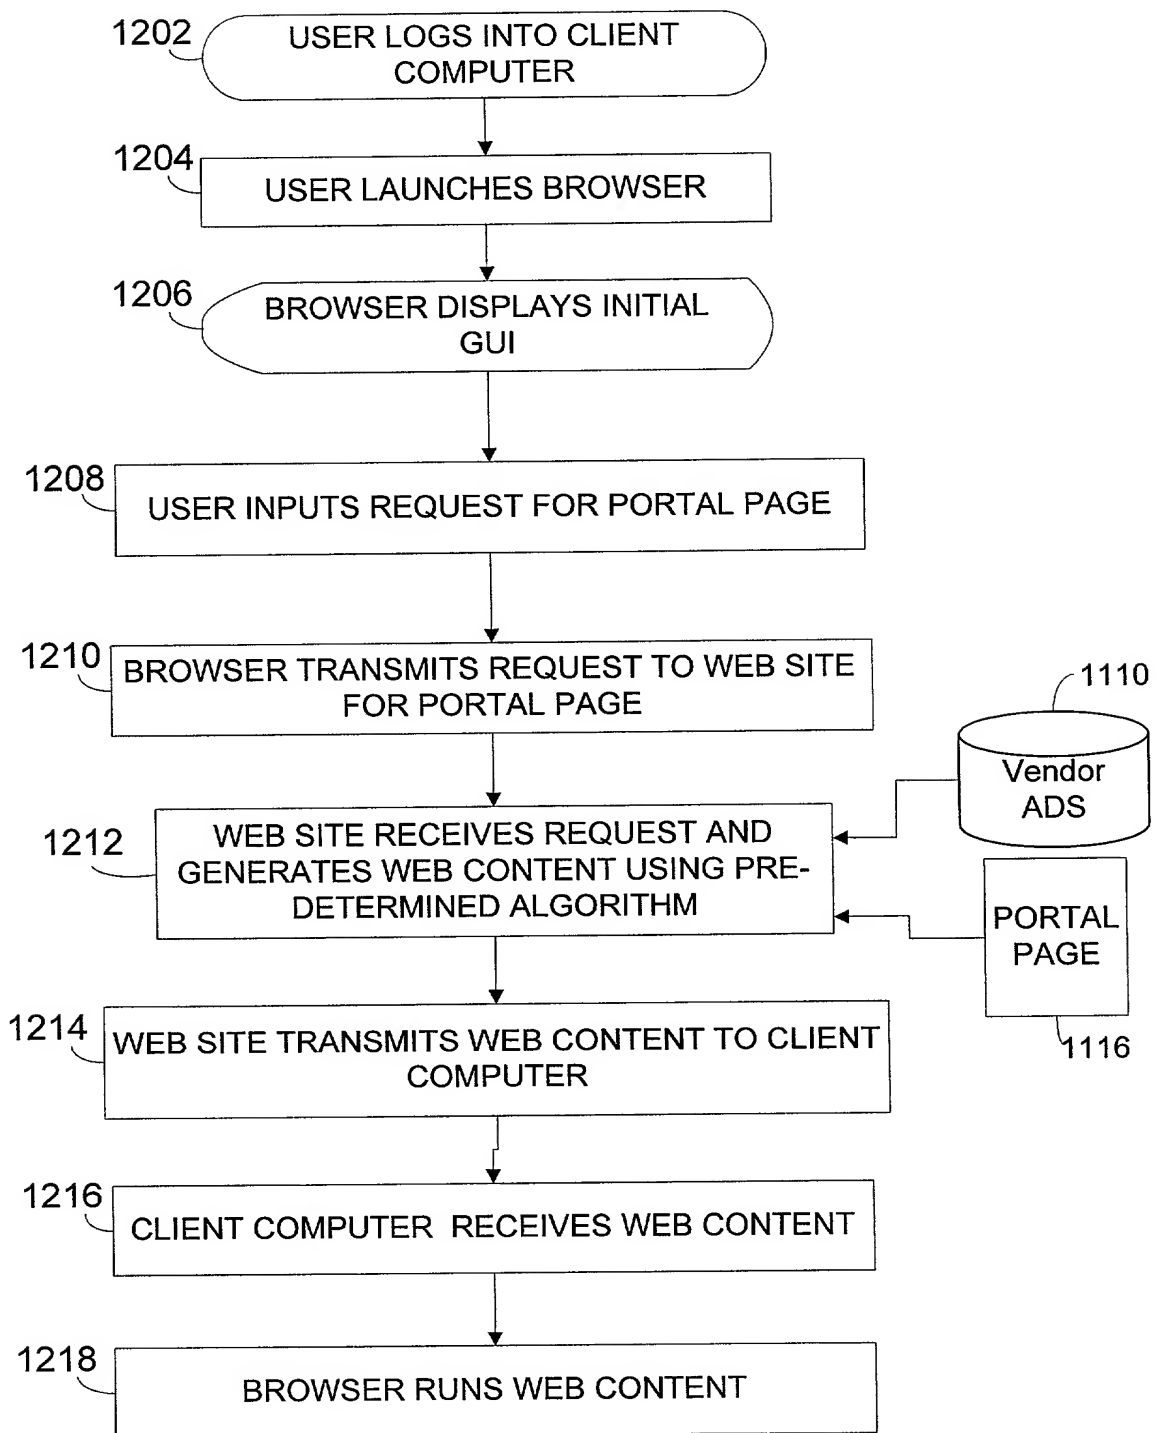 1202
USER LOGS INTO CLIENT
COMPUTER
1204
USER LAUNCHES BROWSER
1206
BROWSER DISPLAYS INITIAL
GUI
1208
USER INPUTS REQUEST FOR PORTAL PAGE
1210
BROWSER TRANSMITS REQUEST TO WEB SITE
FOR PORTAL PAGE
1110
Vendor
ADS
1212
WEB SITE RECEIVES REQUEST AND
GENERATES WEB CONTENT USING PRE-
DETERMINED ALGORITHM
PORTAL
PAGE
1116
1214
WEB SITE TRANSMITS WEB CONTENT TO CLIENT
COMPUTER
1216
CLIENT COMPUTER RECEIVES WEB CONTENT
1218
BROWSER RUNS WEB CONTENT